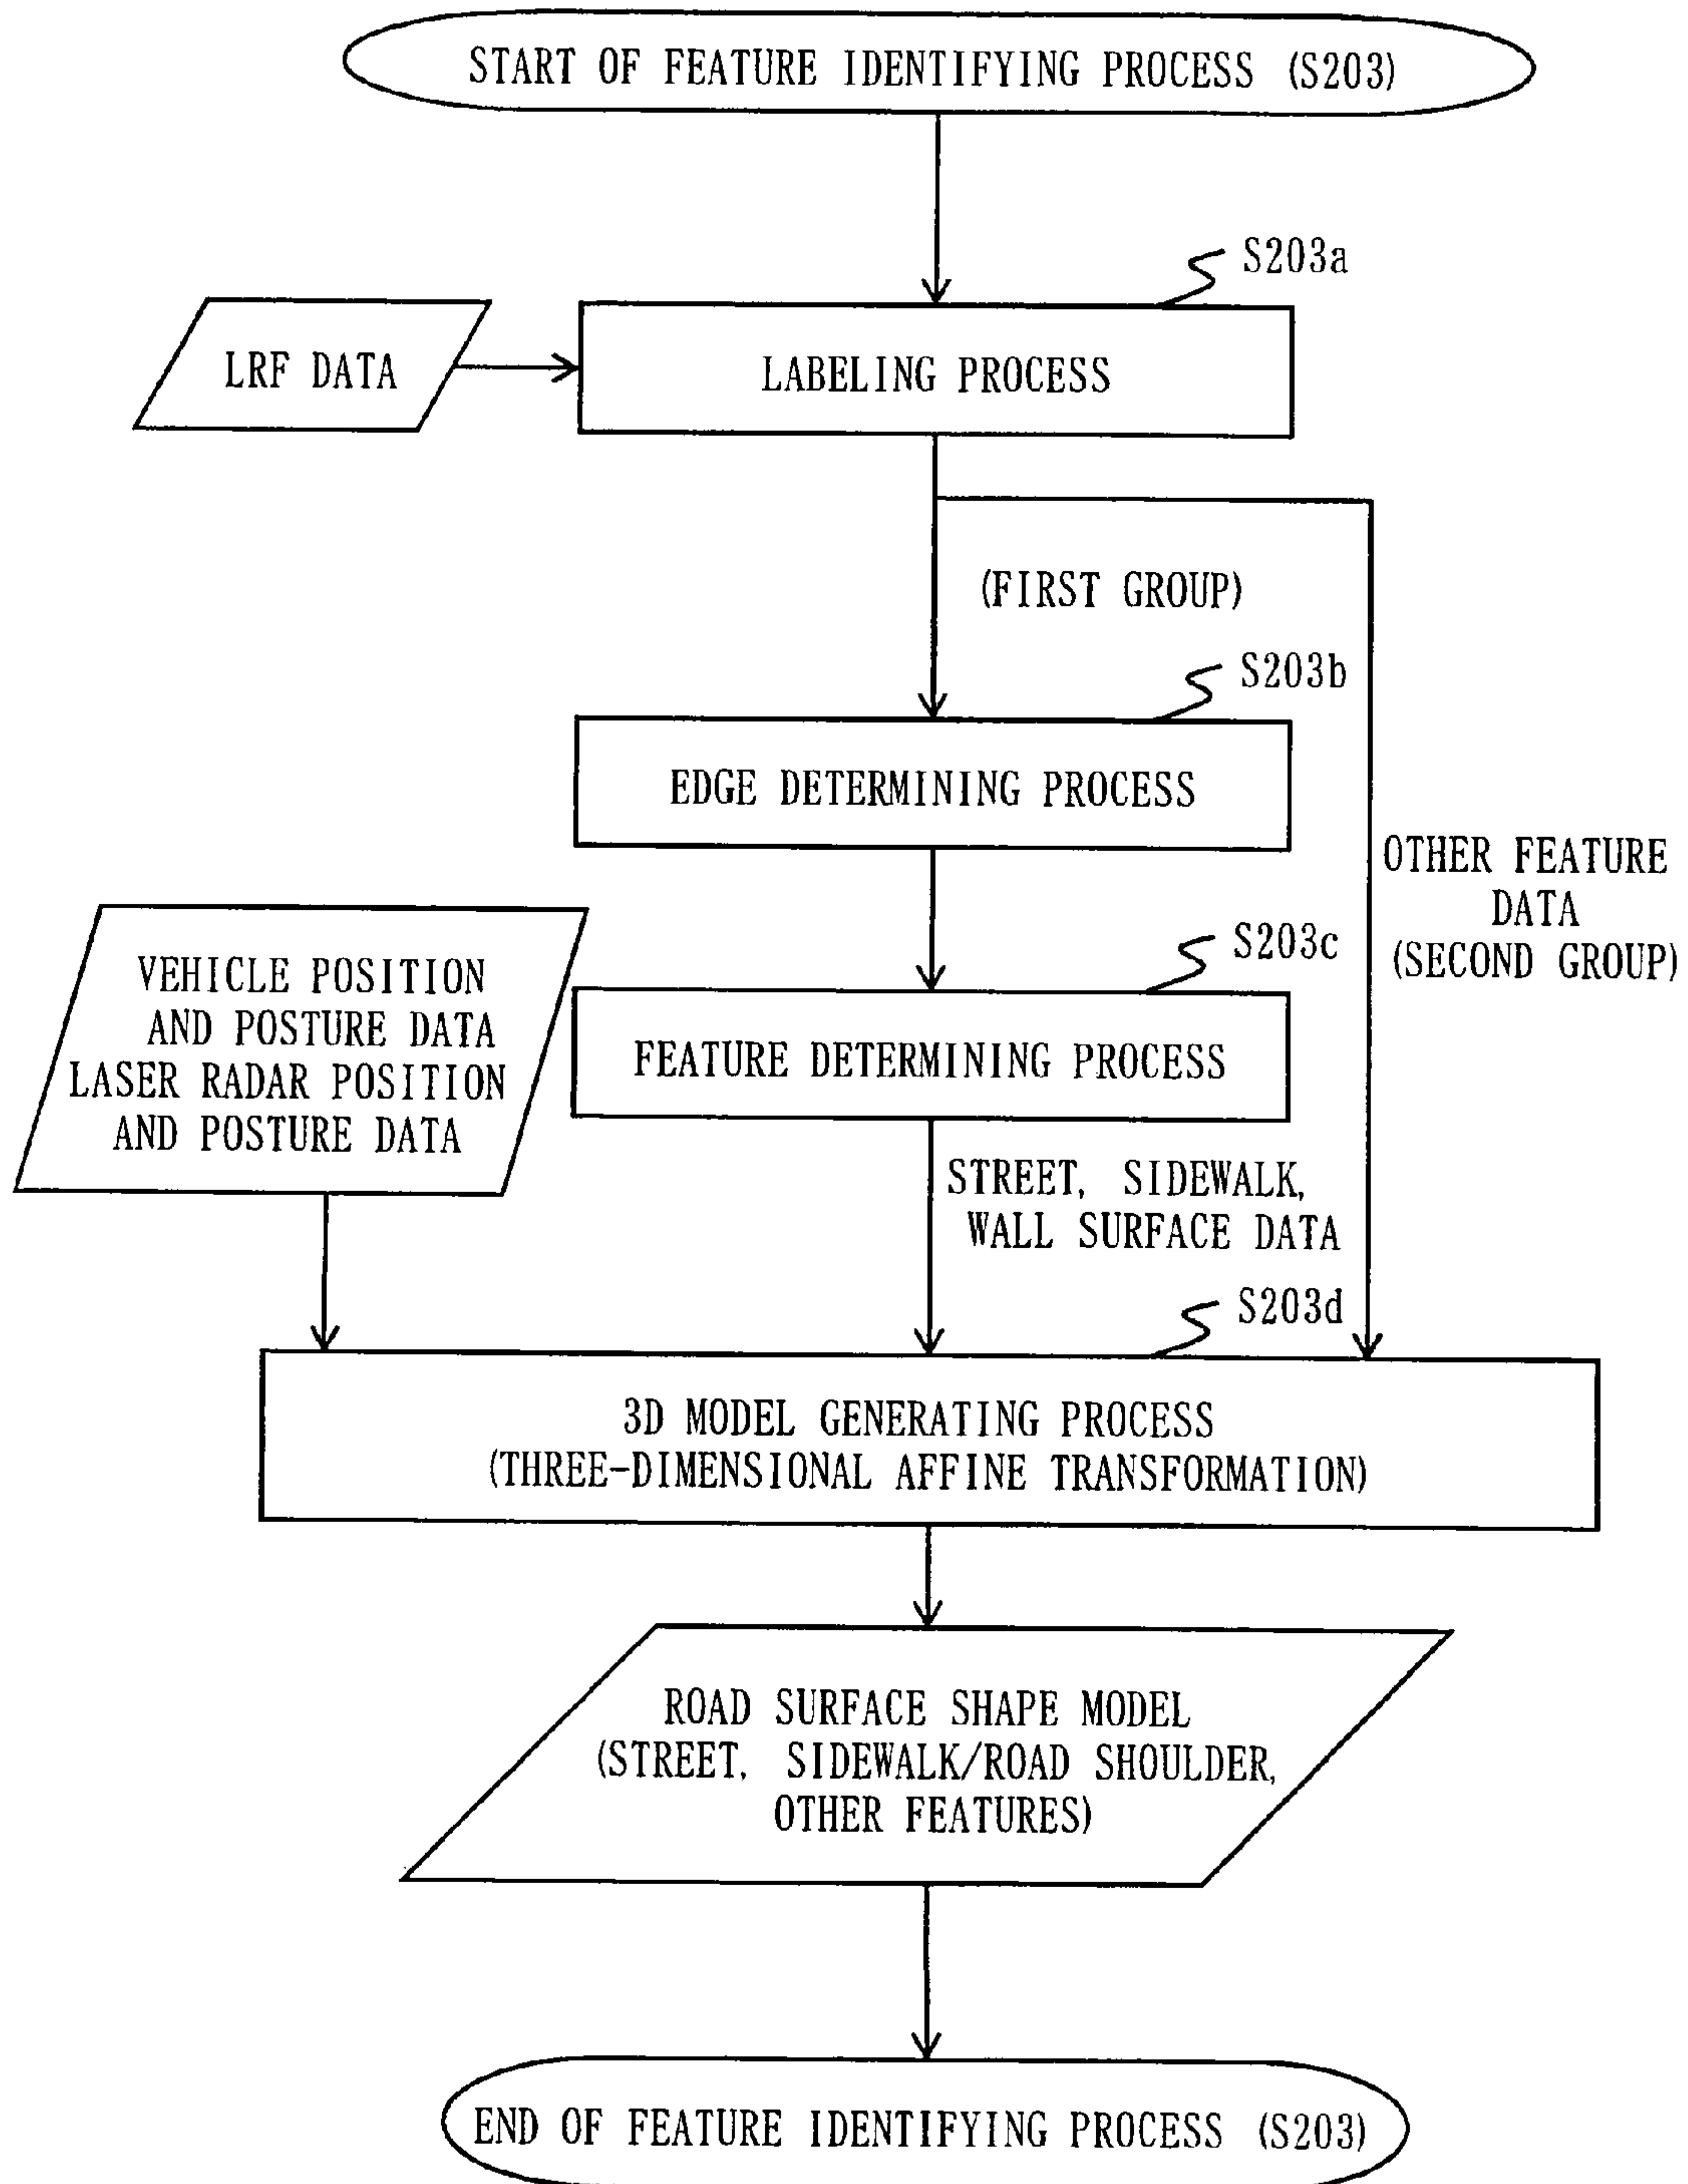 START OF FEATURE IDENTIFYING PROCESS (S203)
S203a
LRF DATA
LABELING PROCESS
(FIRST GROUP)
S203b
EDGE DETERMINING PROCESS
OTHER FEATURE
DATA
(SECOND GROUP)
S203c
VEHICLE POSITION
AND POSTURE DATA
LASER RADAR POSITION
AND POSTURE DATA
FEATURE DETERMINING PROCESS
STREET, SIDEWALK,
WALL SURFACE DATA
S203d
3D MODEL GENERATING PROCESS
(THREE-DIMENSIONAL AFFINE TRANSFORMATION)
ROAD SURFACE SHAPE MODEL
(STREET, SIDEWALK/ROAD SHOULDER,
OTHER FEATURES)
END OF FEATURE IDENTIFYING PROCESS (S203)